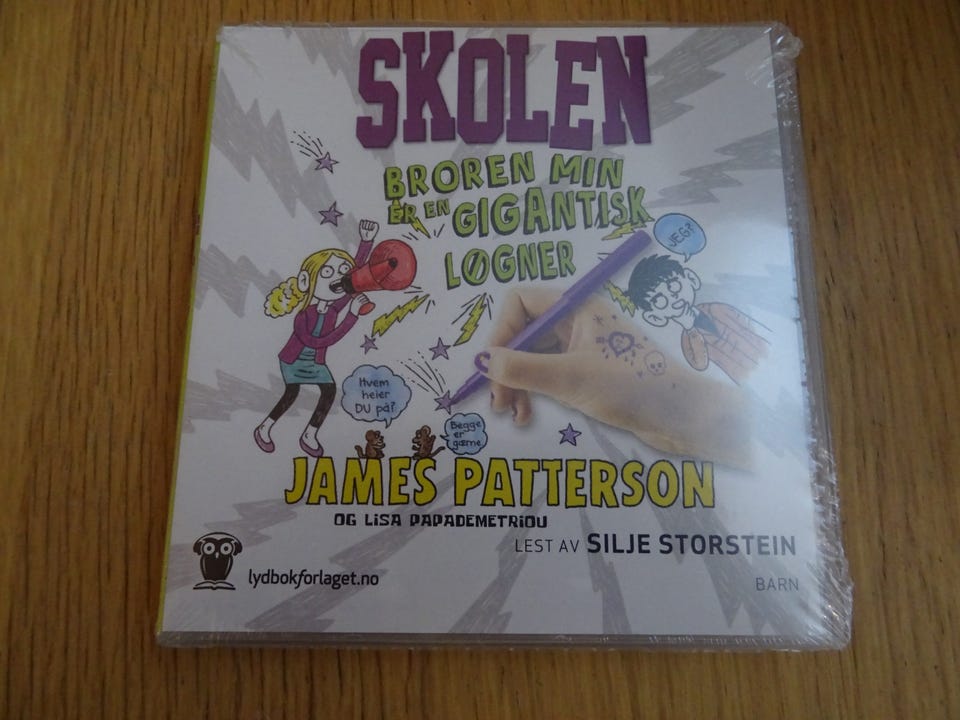 SKOLEN
BROREN MIN
ER EN GIGANTISK
LØGNER
JEG?
Hvem
heier
DU på?
Begge
er
gærne
JAMES PATTERSON
OG LISA PAPADEMETRIOU
LEST AV SILJE STORSTEIN
lydbokforlaget.no
BARN